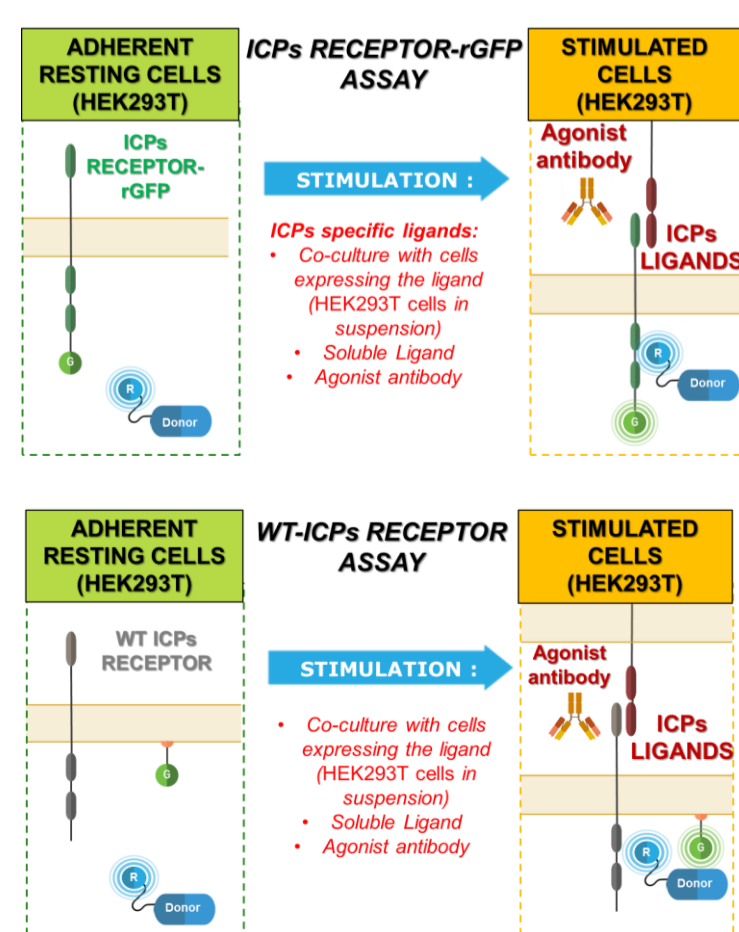 ADHERENT
RESTING CELLS
(HEK293T)
ICPs RECEPTOR-rGFP
ASSAY
STIMULATED
CELLS
(HEK293T)
ICPs
RECEPTOR-
rGFP
G
R
Donor
STIMULATION :
ICPs specific ligands:
• Co-culture with cells
expressing the ligand
(HEK293T cells in
suspension)
• Soluble Ligand
• Agonist antibody
Agonist
antibody
ICPs
LIGANDS
R
Donor
G
ADHERENT
RESTING CELLS
(HEK293T)
WT-ICPs RECEPTOR
ASSAY
STIMULATED
CELLS
(HEK293T)
WT ICPs
RECEPTOR
G
R
Donor
STIMULATION :
• Co-culture with cells
expressing the ligand
(HEK293T cells in
suspension)
• Soluble Ligand
• Agonist antibody
Agonist
antibody
ICPs
LIGANDS
R
G
Donor